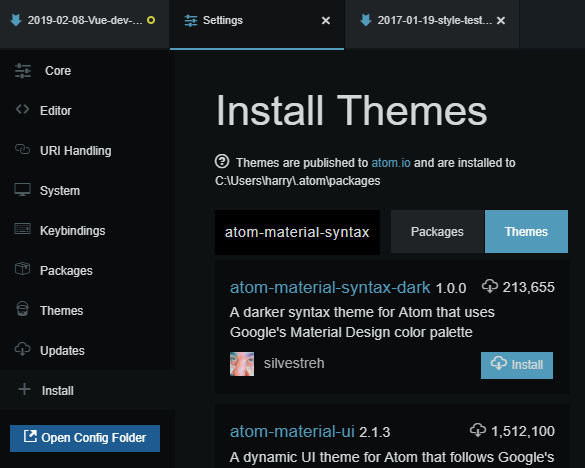 2019-02-08-Vue-dev-...
Settings
2017-01-19-style-test...
Core
Editor
URI Handling
System
Keybindings
Packages
Themes
Updates
Install
Open Config Folder
Install Themes
Themes are published to atom.io and are installed to
C:\Users\harry\.atom\packages
atom-material-syntax
Packages
Themes
atom-material-syntax-dark 1.0.0 213,655
A darker syntax theme for Atom that uses
Google's Material Design color palette
silvestreh
Install
atom-material-ui 2.1.3 1,512,100
A dynamic UI theme for Atom that follows Google's